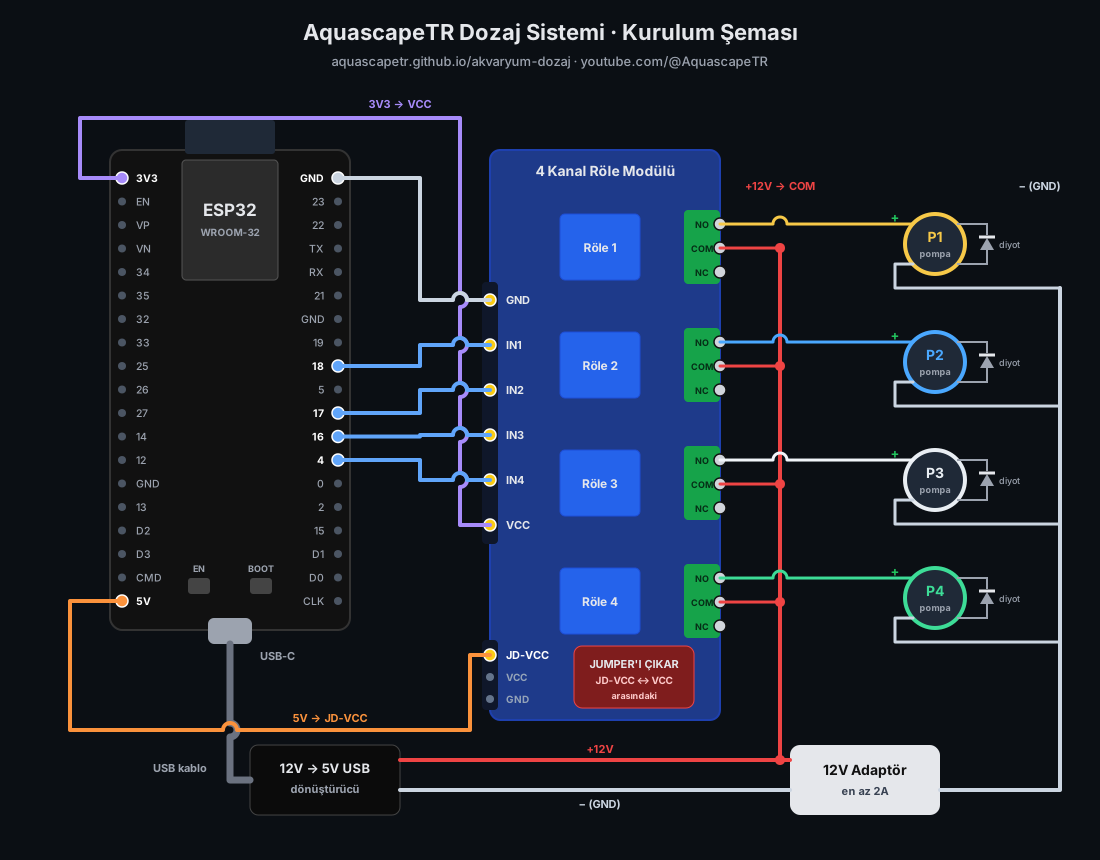 AquascapeTR Dozaj Sistemi · Kurulum Şeması
aquascapetr.github.io/akvaryum-dozaj · youtube.com/@AquascapeTR
3V3 → VCC
3V3
EN
VP
VN
34
35
32
33
25
26
27
14
12
GND
13
D2
D3
CMD
5V
ESP32
WROOM-32
GND
23
22
TX
RX
21
GND
19
18
5
17
16
4
0
2
15
D1
D0
CLK
EN
BOOT
USB-C
4 Kanal Röle Modülü
GND
IN1
IN2
IN3
IN4
VCC
JD-VCC
VCC
GND
Röle 1
Röle 2
Röle 3
Röle 4
NO
COM
NC
NO
COM
NC
NO
COM
NC
NO
COM
NC
JUMPER'I ÇIKAR
JD-VCC ↔ VCC
arasındaki
+12V → COM
− (GND)
+
P1
pompa
diyot
+
P2
pompa
diyot
+
P3
pompa
diyot
+
P4
pompa
diyot
5V → JD-VCC
USB kablo
12V → 5V USB
dönüştürücü
+12V
− (GND)
12V Adaptör
en az 2A